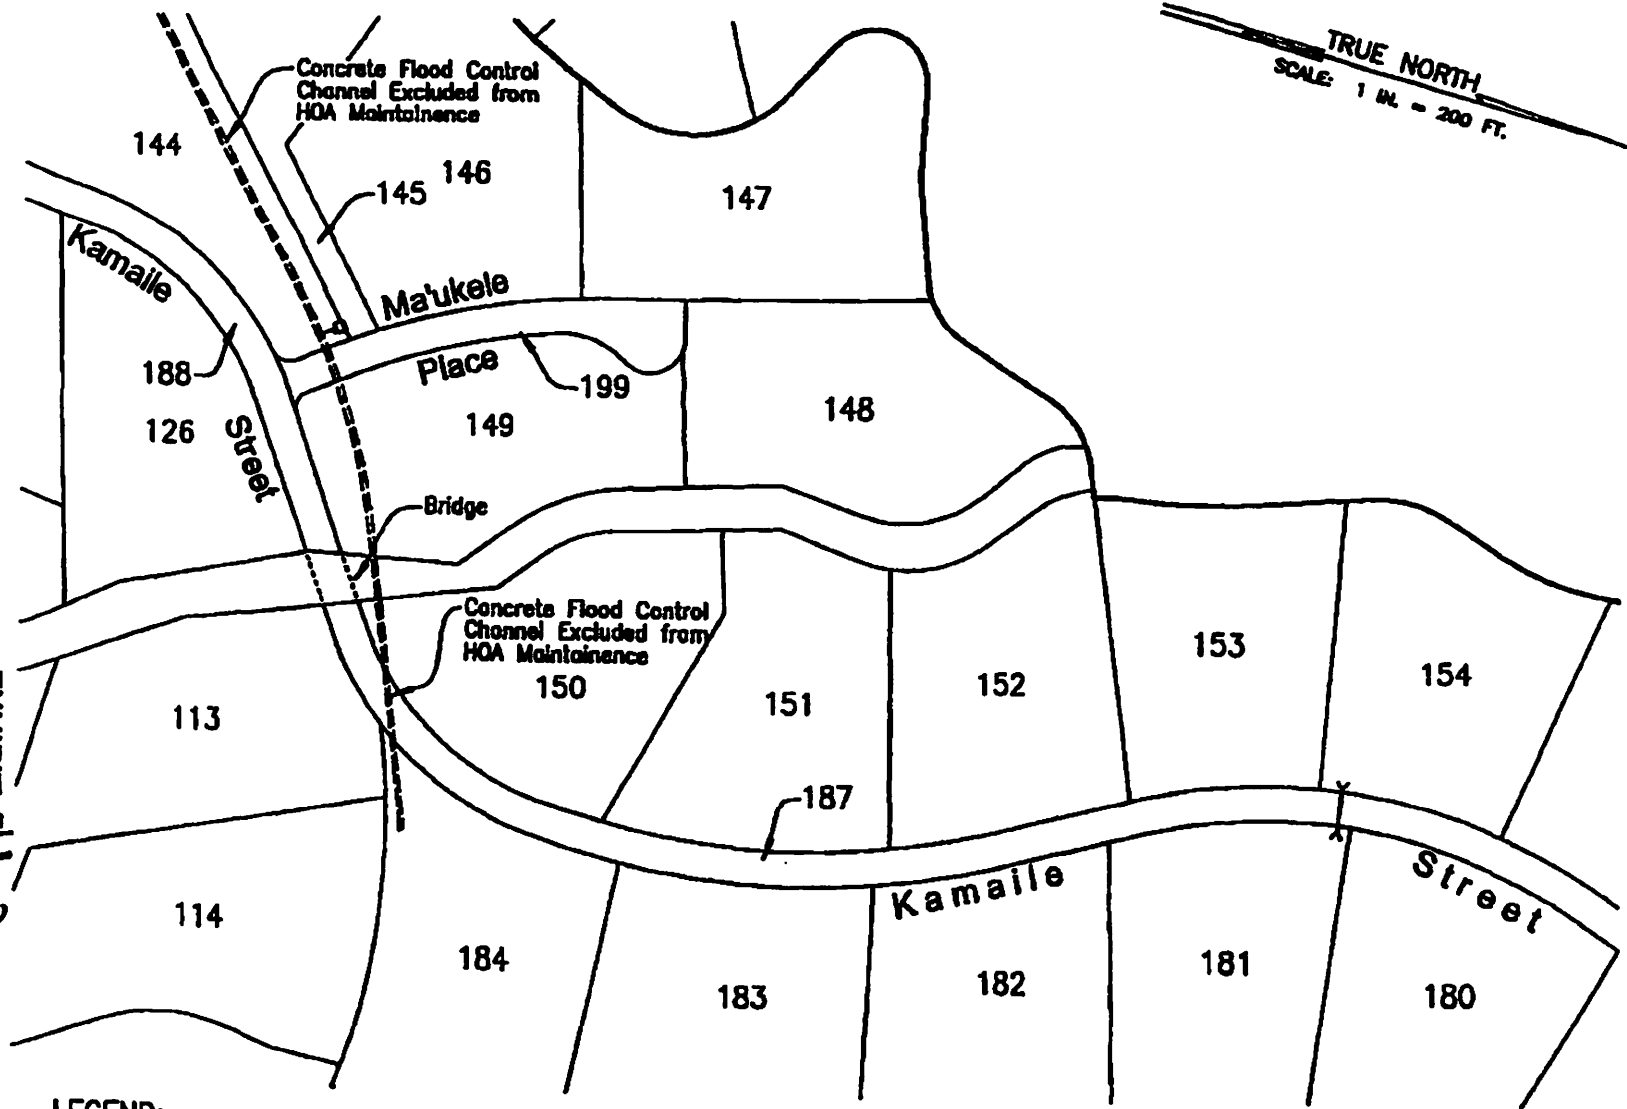 TRUE NORTH
SCALE: 1 IN. = 200 FT.
Concrete Flood Control
Channel Excluded from
HOA Maintainence
144
145
146
147
Kamaile
Ma'ukele
Place
188
199
126
Street
149
148
Bridge
Concrete Flood Control
Channel Excluded from
HOA Maintainence
150
151
152
153
154
113
187
Kamaile
Street
114
184
183
182
181
180
LEGEND: